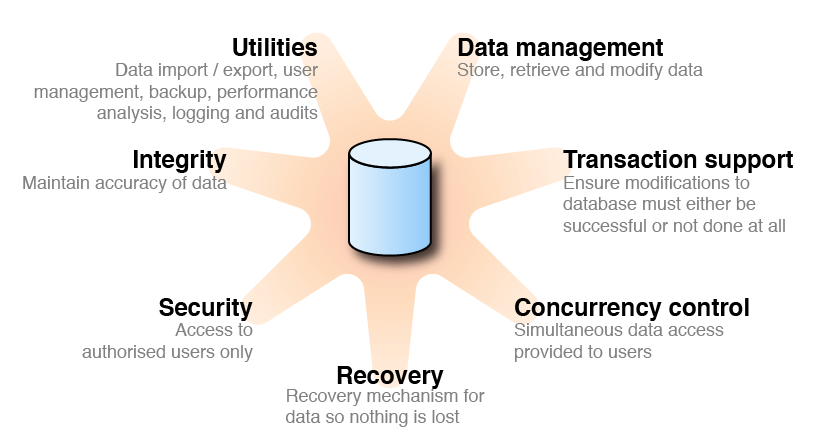 Utilities
Data import / export, user
management, backup, performance
analysis, logging and audits
Data management
Store, retrieve and modify data
Integrity
Maintain accuracy of data
Transaction support
Ensure modifications to
database must either be
successful or not done at all
Security
Access to
authorised users only
Concurrency control
Simultaneous data access
provided to users
Recovery
Recovery mechanism for
data so nothing is lost